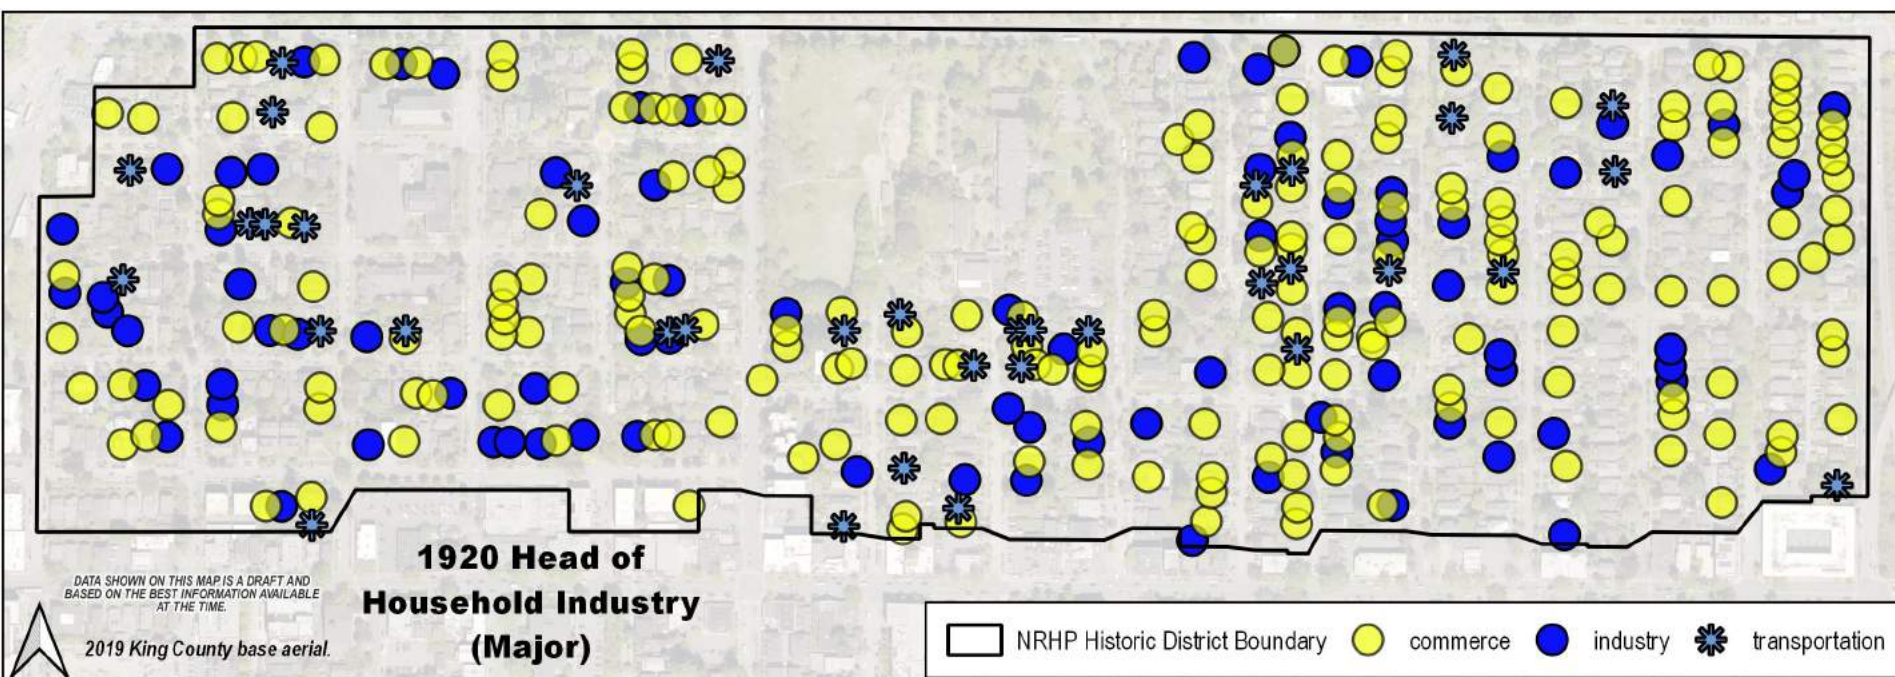 1920 Head of
Household Industry
(Major)
DATA SHOWN ON THIS MAP IS A DRAFT AND
BASED ON THE BEST INFORMATION AVAILABLE
AT THE TIME.
2019 King County base aerial.
NRHP Historic District Boundary
commerce
industry
transportation